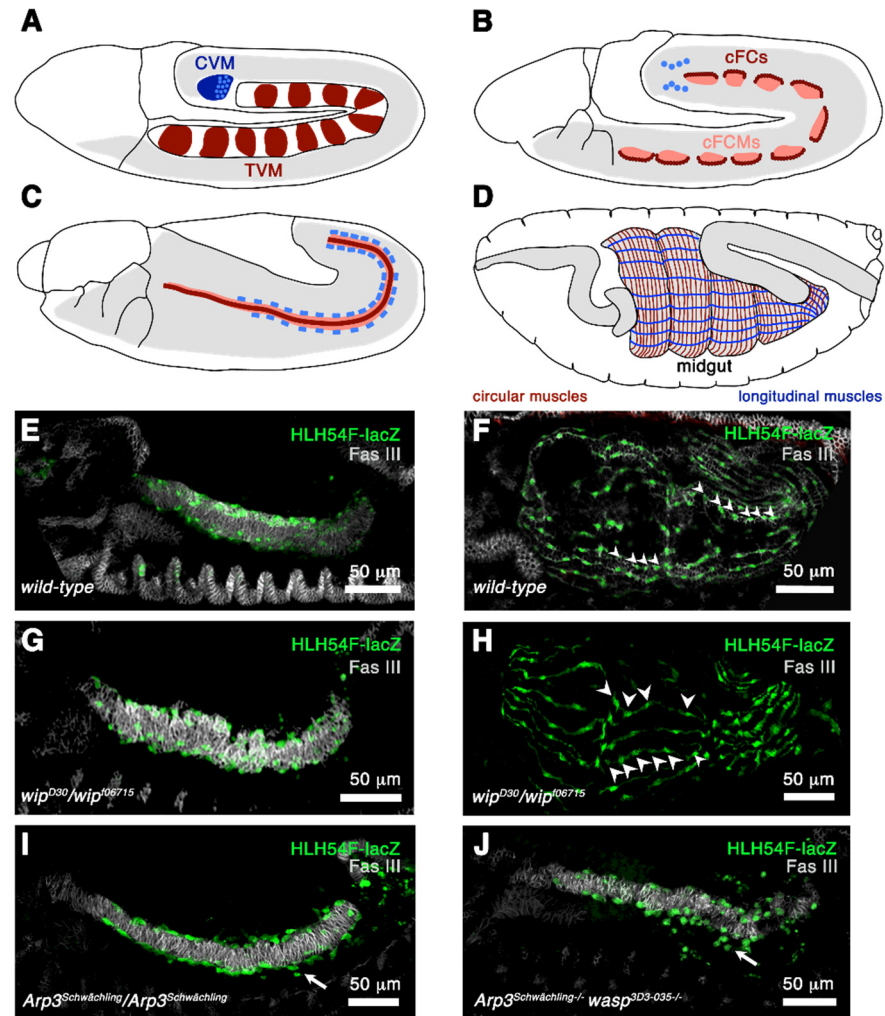 A
CVM
TVM
B
cFCs
cFCMs
C
D
midgut
circular muscles
longitudinal muscles
E
HLH54F-lacZ
Fas III
wild-type
50 µm
F
HLH54F-lacZ
Fas III
wild-type
50 µm
G
HLH54F-lacZ
Fas III
wip^D30/wip^f06715
50 µm
H
HLH54F-lacZ
Fas III
wip^D30/wip^f06715
50 µm
I
HLH54F-lacZ
Fas III
Arp3^Schwächling/Arp3^Schwächling
50 µm
J
HLH54F-lacZ
Fas III
Arp3^Schwächling-/- wasp^3D3-035-/-
50 µm